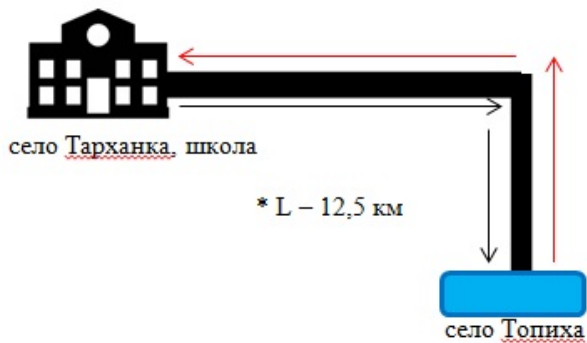 село Тарханка, школа
* L – 12,5 км
село Топиха